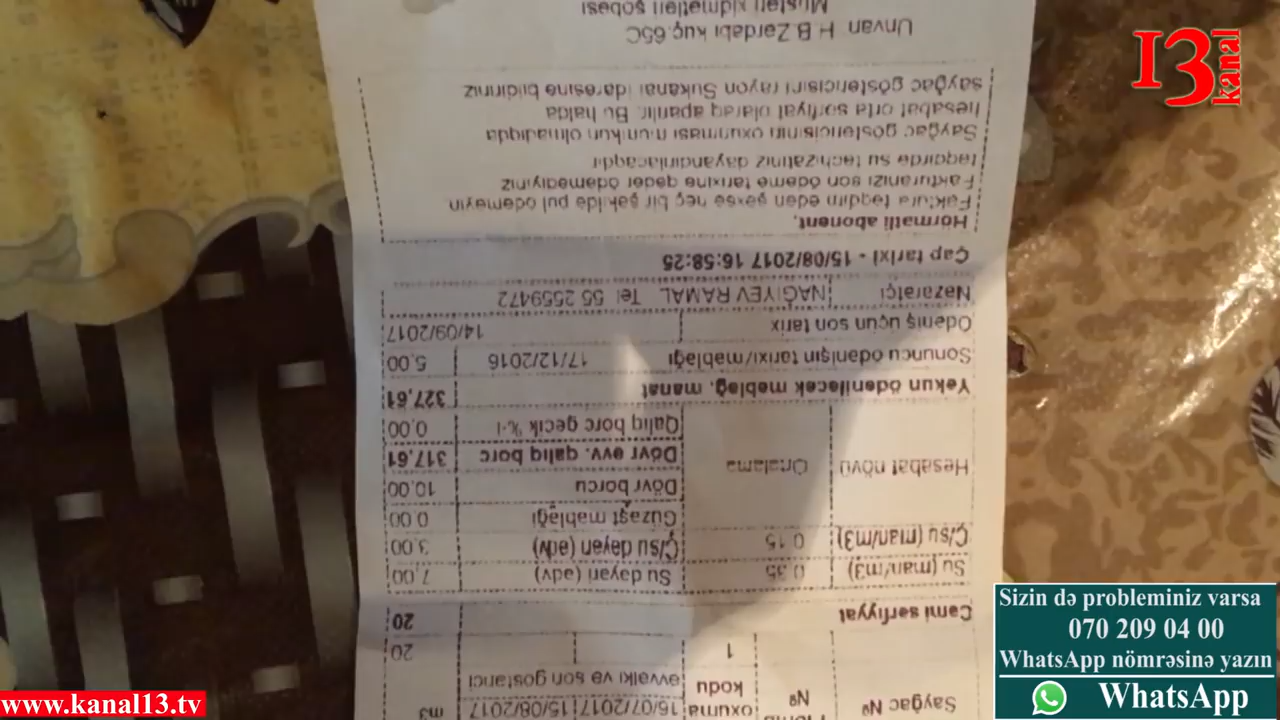 Sayğac №
№
oxuma kodu
16/07/2017 15/08/2017
əvvəlki və son göstərici
m3
1
20
Cəmi sərfiyyat 20
Su (man/m3) 0.35 Su dəyəri (ədv) 7,00
Ç/su (man/m3) 0.15 Ç/su dəyəri (ədv) 3,00
Güzəşt məbləği 0.00
Dövr borcu 10,00
Hesabat növü Ortalama Dövr əvv. qalıq borc 317,61
Qalıq borc gecik %-i 0,00
Yekun ödəniləcək məbləğ, manat 327,61
Sonuncu ödənişin tarixi/məbləği 17/12/2016 5,00
Ödəniş üçün son tarix 14/09/2017
Nəzarətçi NAĞIYEV RAMAL Tel 55 2559472
Çap tarixi - 15/08/2017 16:58:25
Hörmətli abonent,
Faktura təqdim edən şəxsə heç bir şəkildə pul ödəməyin
Fakturanızı son ödəmə tarixinə qədər ödəmədiyiniz
təqdirdə su təchizatınız dayandırılacaqdır
Sayğac göstəricisinin oxunması mümkün olmadıqda
hesabat orta sərfiyat olaraq aparılır. Bu halda
sayğac göstəricisini rayon Sukanal idarəsinə bildiriniz
Ünvan H.B.Zərdabi küç.65C
Müştəri xidmətləri şöbəsi
13 kanal
Sizin də probleminiz varsa
070 209 04 00
WhatsApp nömrəsinə yazın
WhatsApp
www.kanal13.tv